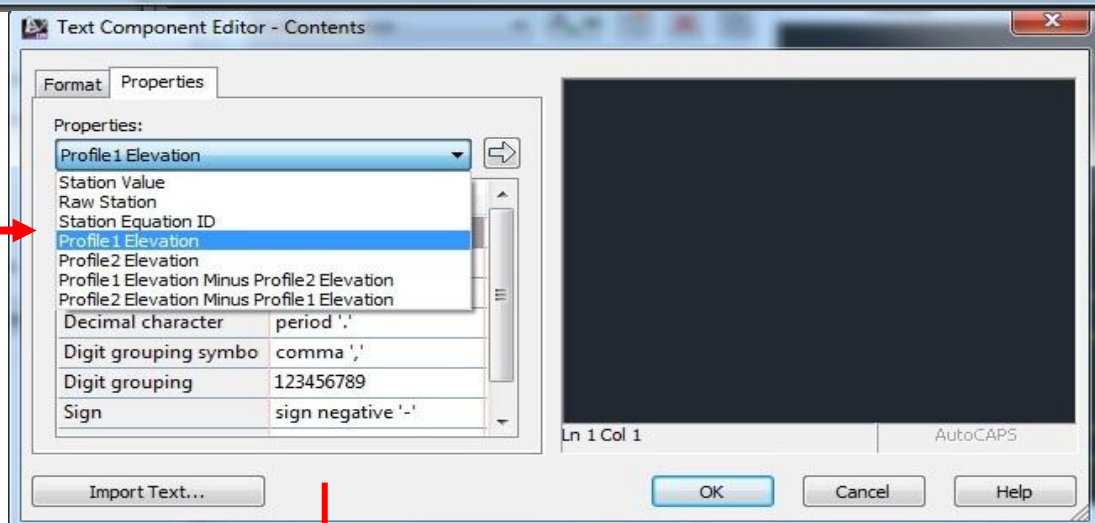 Text Component Editor - Contents
Format Properties
Properties:
Profile1 Elevation
Station Value
Raw Station
Station Equation ID
Profile1 Elevation
Profile2 Elevation
Profile1 Elevation Minus Profile2 Elevation
Profile2 Elevation Minus Profile1 Elevation
Decimal character period '.'
Digit grouping symbo comma ','
Digit grouping 123456789
Sign sign negative '-'
Ln 1 Col 1 AutoCAPS
Import Text... OK Cancel Help